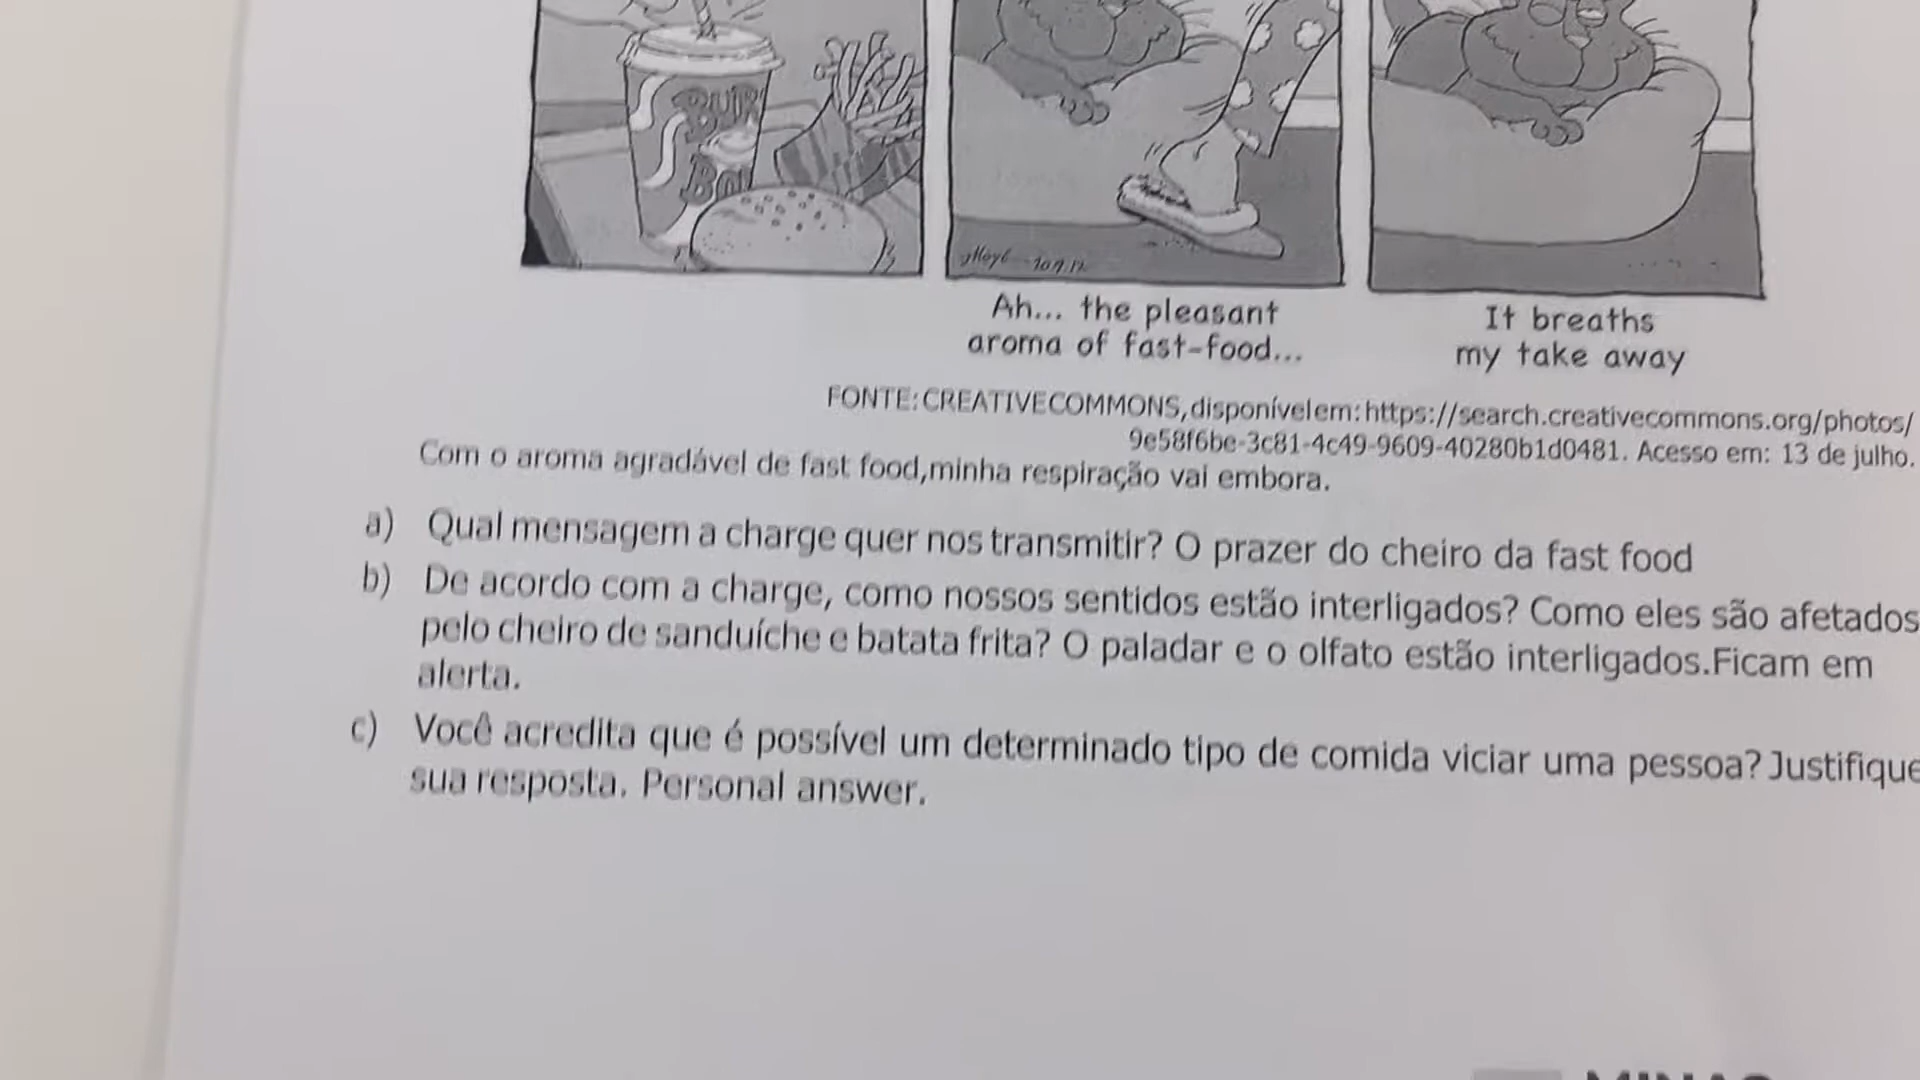 BUR
BO
Ah... the pleasant
aroma of fast-food...
It breaths
my take away
FONTE: CREATIVECOMMONS, disponívelem: https://search.creativecommons.org/photos/
9e58f6be-3c81-4c49-9609-40280b1d0481. Acesso em: 13 de julho.
Com o aroma agradável de fast food,minha respiração vai embora.
a) Qual mensagem a charge quer nos transmitir? O prazer do cheiro da fast food
b) De acordo com a charge, como nossos sentidos estão interligados? Como eles são afetados
pelo cheiro de sanduíche e batata frita? O paladar e o olfato estão interligados.Ficam em
alerta.
c) Você acredita que é possível um determinado tipo de comida viciar uma pessoa? Justifique
sua resposta. Personal answer.